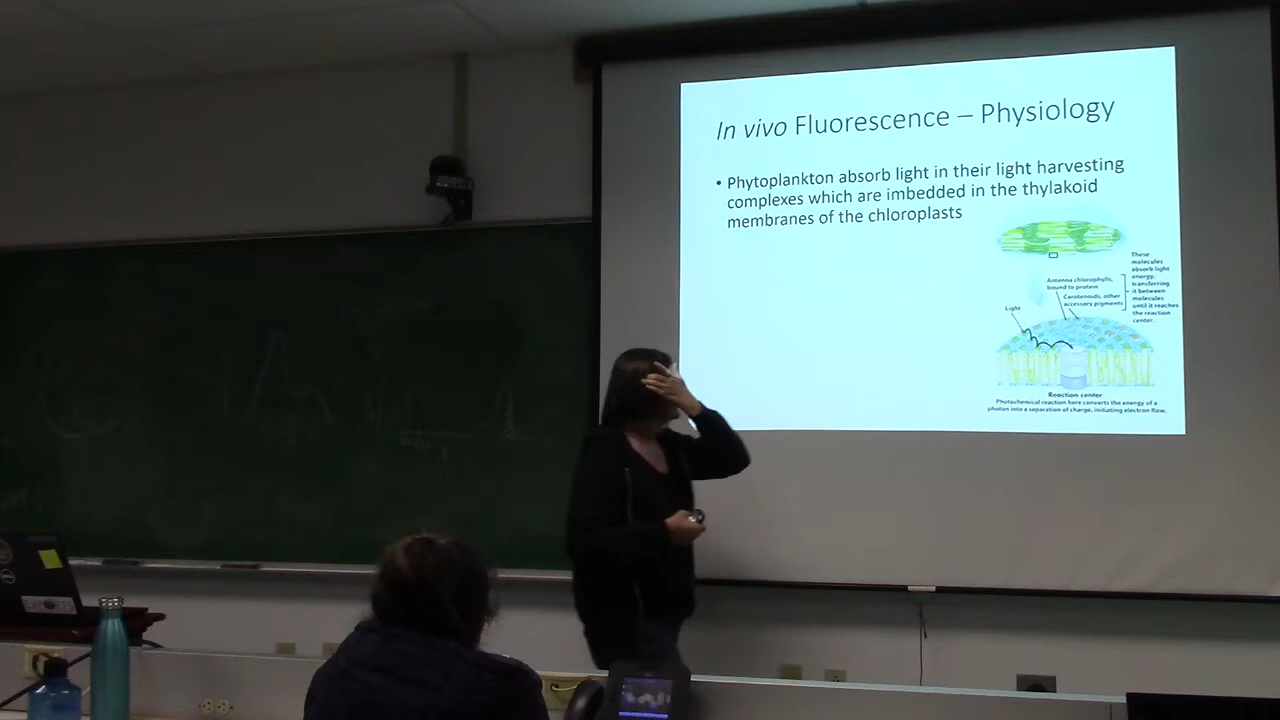 In vivo Fluorescence – Physiology
• Phytoplankton absorb light in their light harvesting
complexes which are imbedded in the thylakoid
membranes of the chloroplasts
These
molecules
absorb light
energy,
transferring
it between
molecules
until it reaches
the reaction
center.
Antenna chlorophylls,
bound to protein
Carotenoids, other
accessory pigments
Light
Reaction center
Photochemical reaction here converts the energy of a
photon into a separation of charge, initiating electron flow.